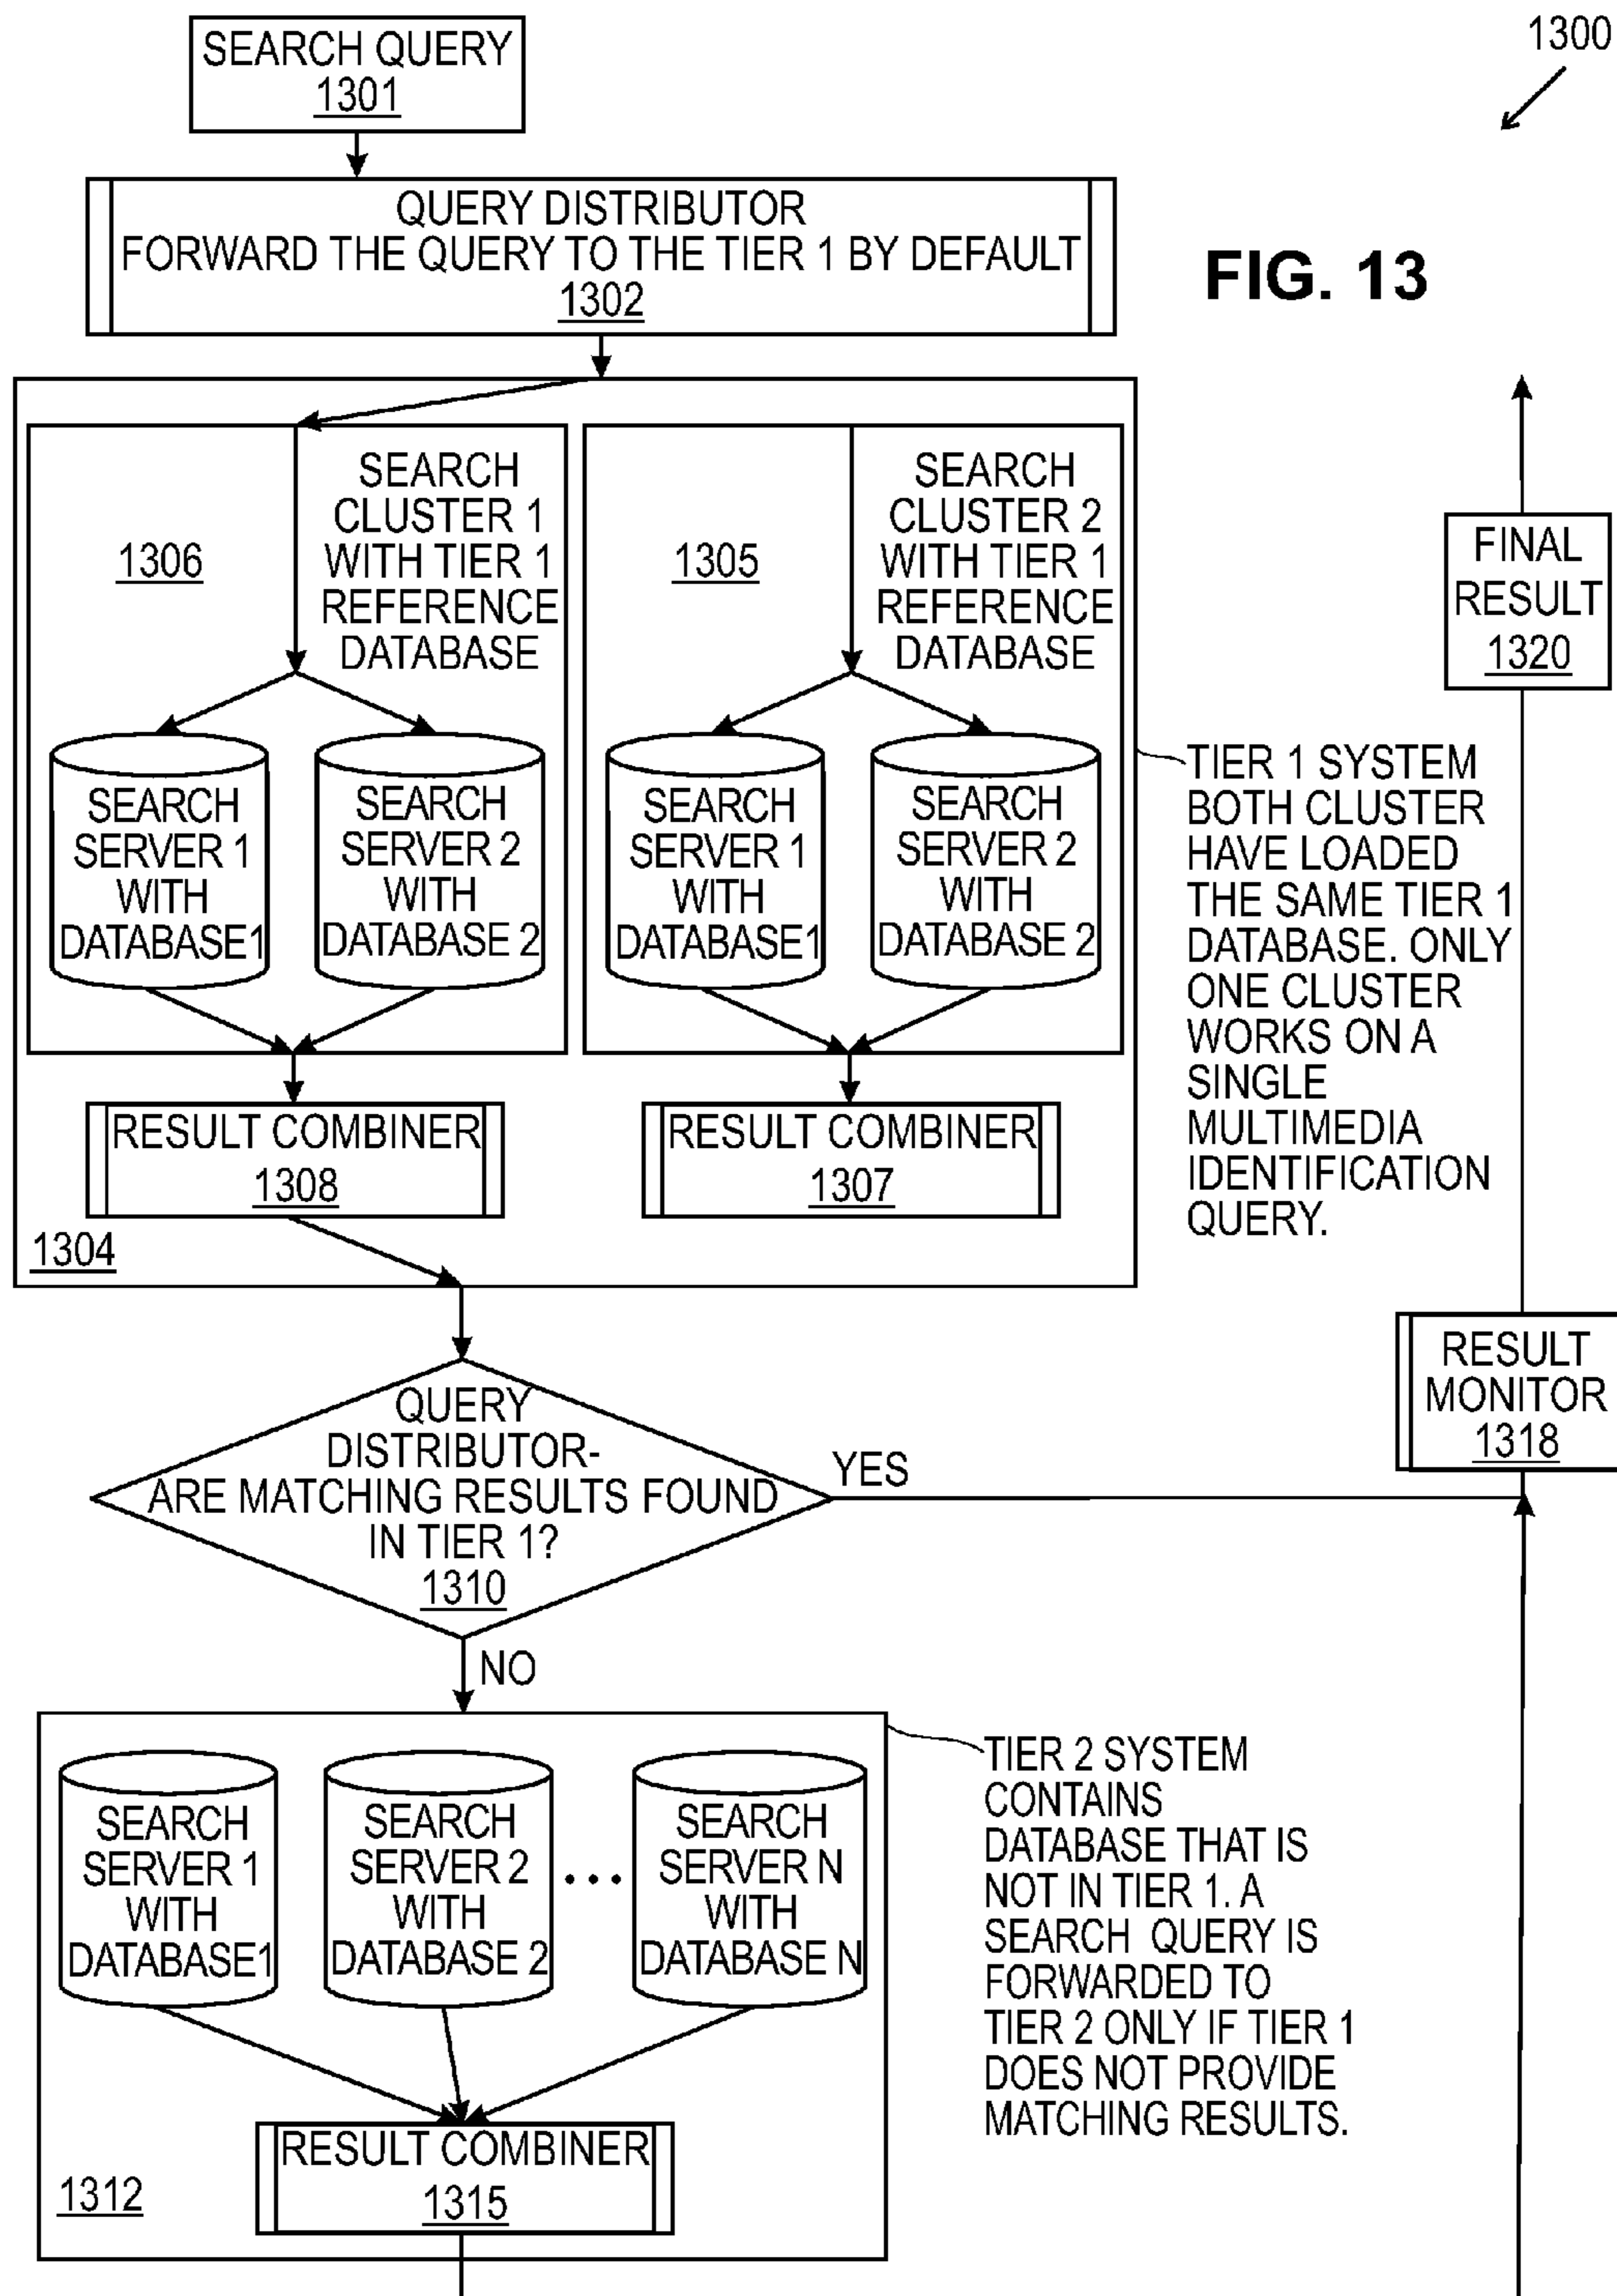 SEARCH QUERY
1301
1300
QUERY DISTRIBUTOR
FORWARD THE QUERY TO THE TIER 1 BY DEFAULT
1302
FIG. 13
1306
SEARCH
CLUSTER 1
WITH TIER 1
REFERENCE
DATABASE
1305
SEARCH
CLUSTER 2
WITH TIER 1
REFERENCE
DATABASE
SEARCH
SERVER 1
WITH
DATABASE1
SEARCH
SERVER 2
WITH
DATABASE 2
SEARCH
SERVER 1
WITH
DATABASE1
SEARCH
SERVER 2
WITH
DATABASE 2
RESULT COMBINER
1308
RESULT COMBINER
1307
1304
TIER 1 SYSTEM
BOTH CLUSTER
HAVE LOADED
THE SAME TIER 1
DATABASE. ONLY
ONE CLUSTER
WORKS ON A
SINGLE
MULTIMEDIA
IDENTIFICATION
QUERY.
FINAL
RESULT
1320
RESULT
MONITOR
1318
QUERY
DISTRIBUTOR-
ARE MATCHING RESULTS FOUND
IN TIER 1?
1310
YES
NO
SEARCH
SERVER 1
WITH
DATABASE1
SEARCH
SERVER 2
WITH
DATABASE 2
...
SEARCH
SERVER N
WITH
DATABASE N
RESULT COMBINER
1315
1312
TIER 2 SYSTEM
CONTAINS
DATABASE THAT IS
NOT IN TIER 1. A
SEARCH QUERY IS
FORWARDED TO
TIER 2 ONLY IF TIER 1
DOES NOT PROVIDE
MATCHING RESULTS.